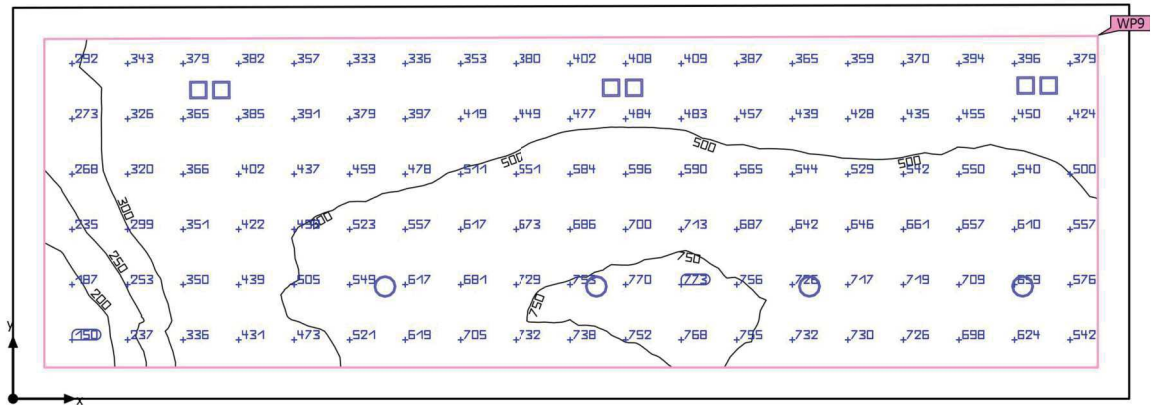 WP9
+292 +343 +379 +382 +357 +333 +336 +353 +380 +402 +408 +409 +387 +365 +359 +370 +394 +396 +379
+273 +326 +365 +385 +391 +379 +397 +419 +449 +477 +484 +483 +457 +439 +428 +435 +455 +450 +424
500
500
500
+268 +320 +366 +402 +437 +459 +478 +511 +551 +584 +596 +590 +565 +544 +529 +542 +550 +540 +500
300
500
+235 +299 +351 +422 +523 +557 +617 +673 +686 +700 +713 +687 +642 +646 +661 +657 +610 +557
250
750
+187 +253 +350 +439 +505 +549 +617 +681 +729 +753 +770 +773 +756 +726 +717 +719 +709 +659 +576
200
750
y
+150 +237 +336 +431 +473 +521 +619 +705 +732 +738 +752 +768 +755 +732 +730 +726 +698 +624 +542
x